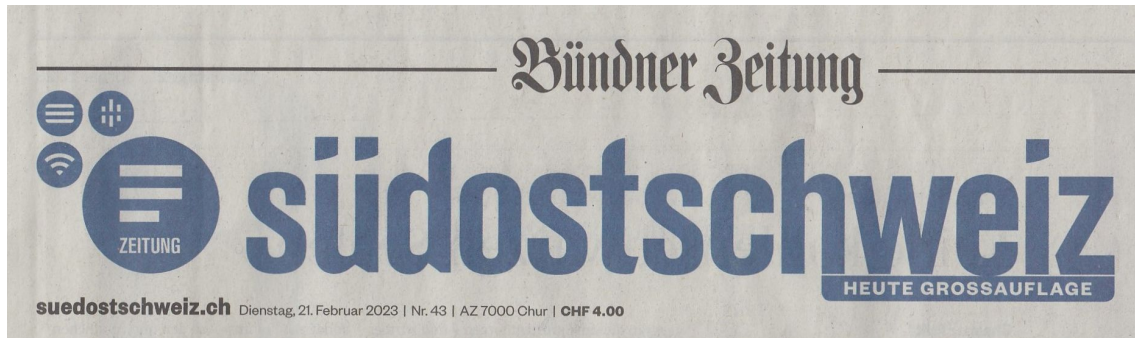 Bündner Zeitung
ZEITUNG
südostschweiz
HEUTE GROSSAUFLAGE
suedostschweiz.ch Dienstag, 21. Februar 2023 | Nr. 43 | AZ 7000 Chur | CHF 4.00